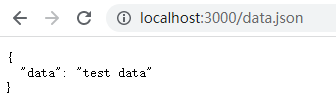 localhost:3000/data.json
{
  "data": "test data"
}